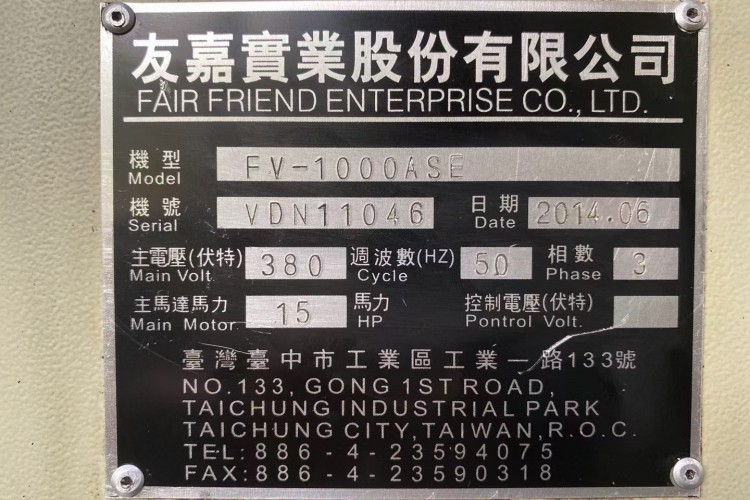 友嘉實業股份有限公司
FAIR FRIEND ENTERPRISE CO., LTD.
機型 Model FV-1000ASE
機號 Serial VDN11046 日期 Date 2014.06
主電壓(伏特) Main Volt. 380 週波數(HZ) Cycle 50 相數 Phase 3
主馬達馬力 Main Motor. 15 馬力 HP 控制電壓(伏特) Pontrol Volt.
臺灣臺中市工業區工業一路133號
NO.133, GONG 1ST ROAD,
TAICHUNG INDUSTRIAL PARK
TAICHUNG CITY, TAIWAN, R.O.C.
TEL: 886-4-23594075
FAX: 886-4-23590318